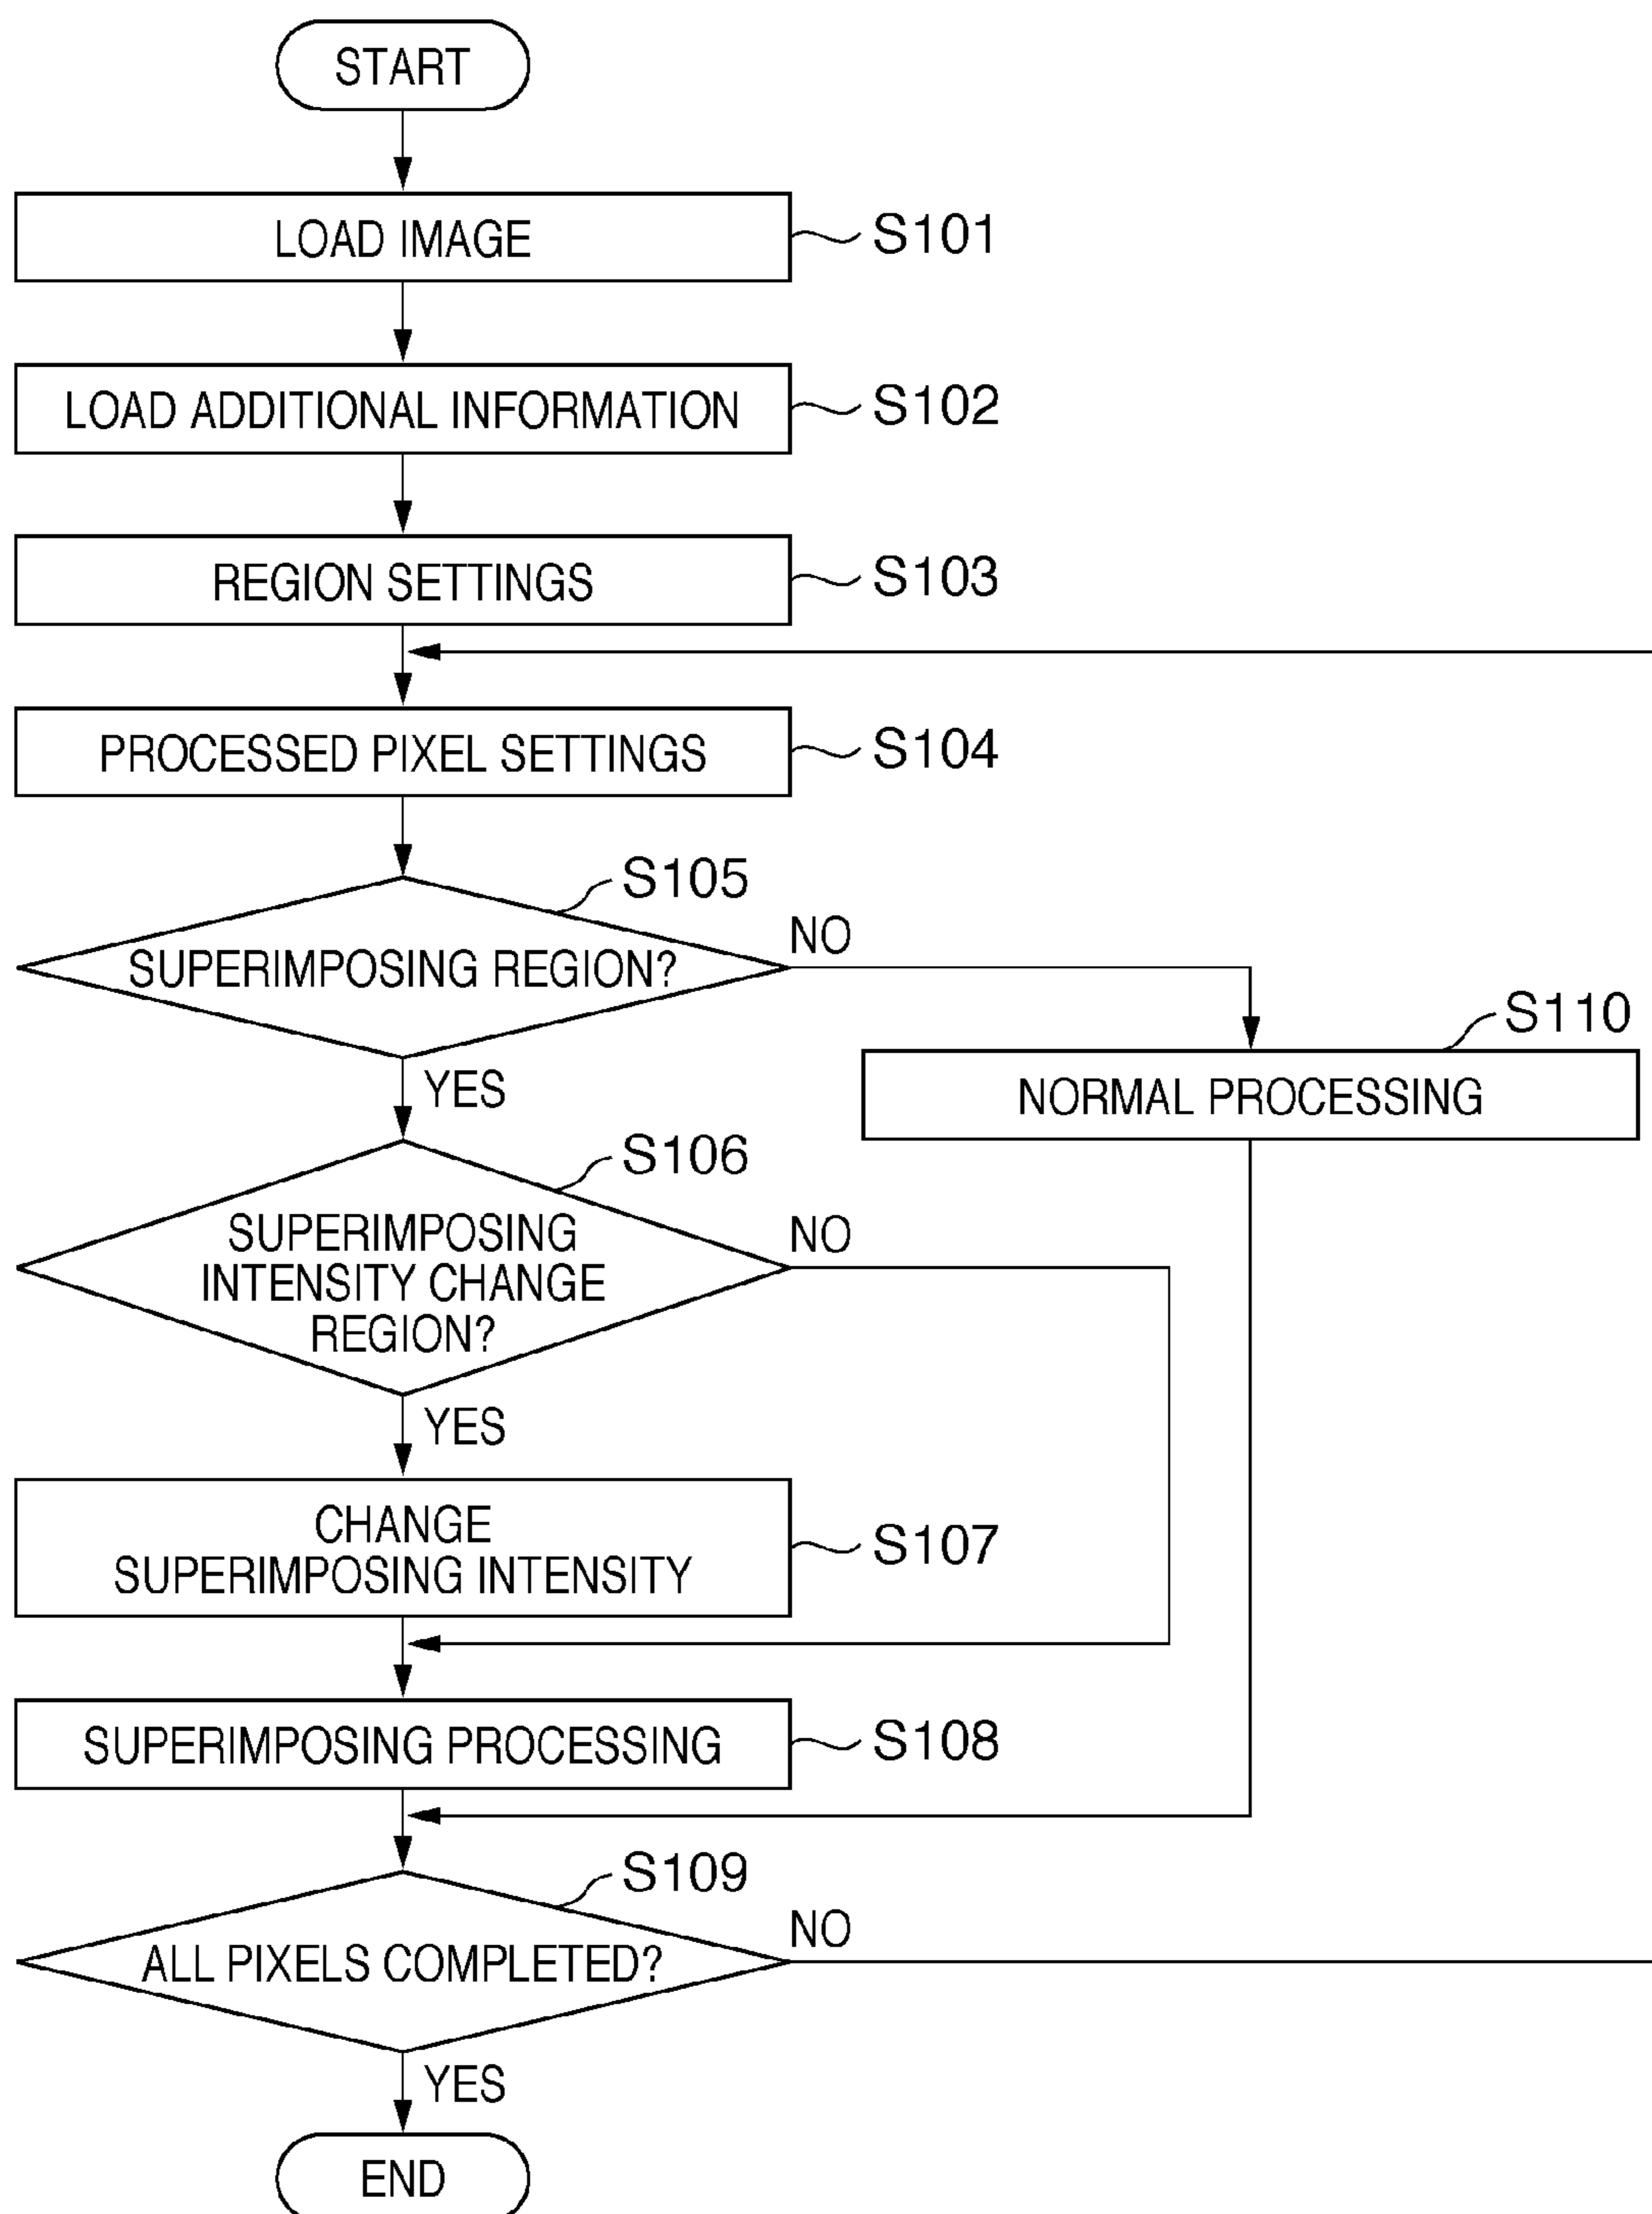 START
LOAD IMAGE
S101
LOAD ADDITIONAL INFORMATION
S102
REGION SETTINGS
S103
PROCESSED PIXEL SETTINGS
S104
S105
SUPERIMPOSING REGION?
NO
YES
S110
NORMAL PROCESSING
S106
SUPERIMPOSING
INTENSITY CHANGE
REGION?
NO
YES
CHANGE
SUPERIMPOSING INTENSITY
S107
SUPERIMPOSING PROCESSING
S108
S109
ALL PIXELS COMPLETED?
NO
YES
END